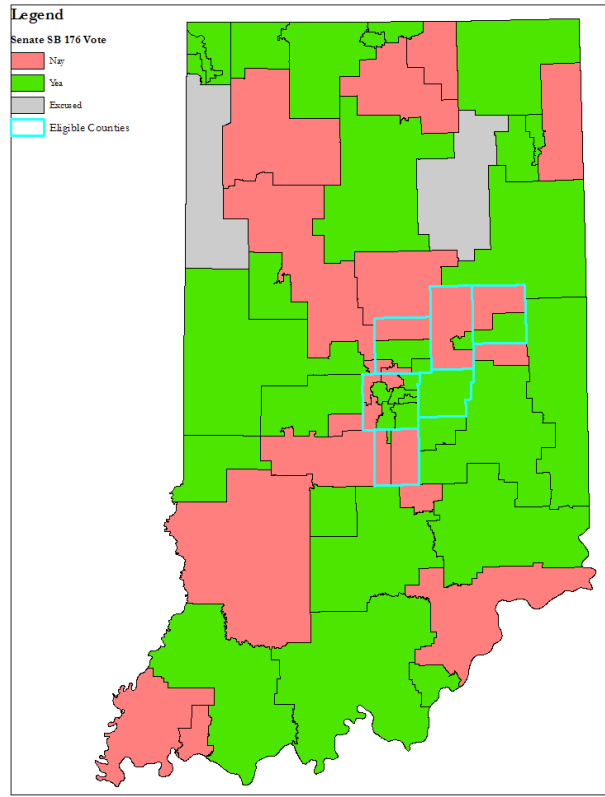 Legend
Senate SB 176 Vote
Nay
Yea
Excused
Eligible Counties